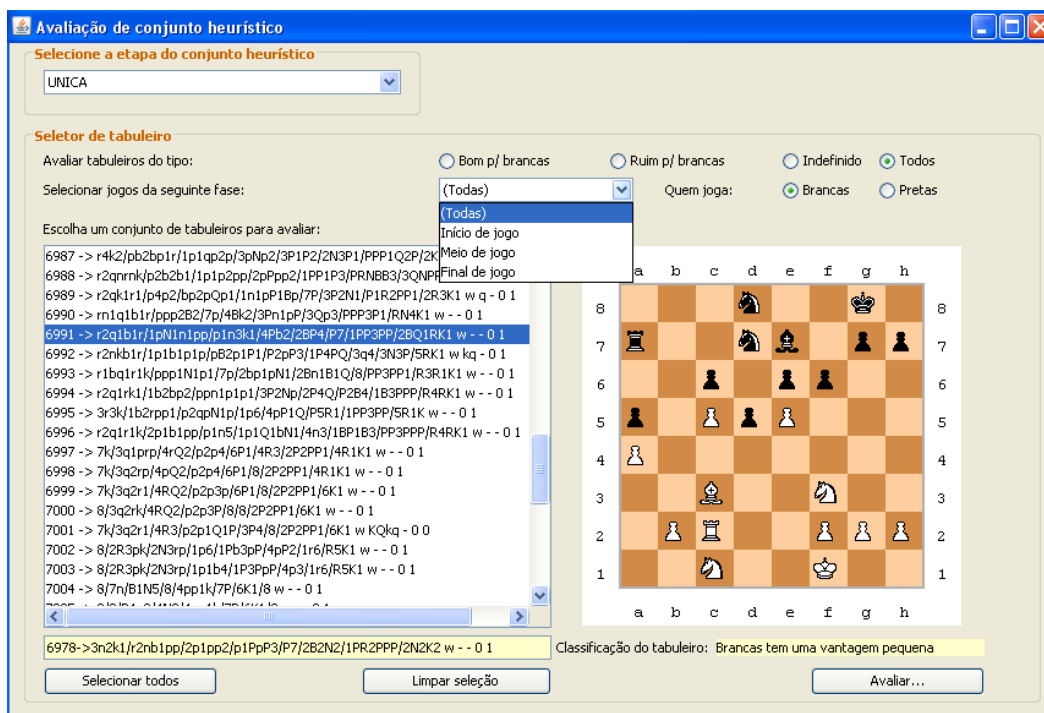 Avaliação de conjunto heurístico
Selecione a etapa do conjunto heurístico
UNICA
Seletor de tabuleiro
Avaliar tabuleiros do tipo: Bom p/ brancas Ruim p/ brancas Indefinido Todos
Selecionar jogos da seguinte fase: (Todas) Quem joga: Brancas Pretas
(Todas)
Início de jogo
Meio de jogo
Final de jogo
Escolha um conjunto de tabuleiros para avaliar:
6987 -> r4k2/pb2bp1r/1p1qp2p/3pNp2/3P1P2/2N3P1/PPP1Q2P/2K
6988 -> r2qnrnk/p2b2b1/1p1p2pp/2pPpp2/1PP1P3/PRNBB3/3QNPP
6989 -> r2qk1r1/p4p2/bp2pQp1/1n1pP1Bp/7P/3P2N1/P1R2PP1/2R3K1 w q - 0 1
6990 -> rn1q1b1r/ppp2B2/7p/4Bk2/3Pn1pP/3Qp3/PPP3P1/RN4K1 w - - 0 1
6991 -> r2q1b1r/1pN1n1pp/p1n3k1/4Pb2/2BP4/P7/1PP3PP/2BQ1RK1 w - - 0 1
6992 -> r2nkb1r/1p1b1p1p/pB2p1P1/P2pP3/1P4PQ/3q4/3N3P/5RK1 w kq - 0 1
6993 -> r1bq1r1k/ppp1N1p1/7p/2bp1pN1/2Bn1B1Q/8/PP3PP1/R3R1K1 w - - 0 1
6994 -> r2q1rk1/1b2bp2/ppn1p1p1/3P2Np/2P4Q/P2B4/1B3PPP/R4RK1 w - - 0 1
6995 -> 3r3k/1b2rpp1/p2qpN1p/1p6/4pP1Q/P5R1/1PP3PP/5R1K w - - 0 1
6996 -> r2q1r1k/2p1b1pp/p1n5/1p1Q1bN1/4n3/1BP1B3/PP3PPP/R4RK1 w - - 0 1
6997 -> 7k/3q1prp/4rQ2/p2p4/6P1/4R3/2P2PP1/4R1K1 w - - 0 1
6998 -> 7k/3q2rp/4pQ2/p2p4/6P1/8/2P2PP1/4R1K1 w - - 0 1
6999 -> 7k/3q2r1/4RQ2/p2p3p/6P1/8/2P2PP1/6K1 w - - 0 1
7000 -> 8/3q2rk/4RQ2/p2p3P/8/8/2P2PP1/6K1 w - - 0 1
7001 -> 7k/3q2r1/4R3/p2p1Q1P/3P4/8/2P2PP1/6K1 w KQkq - 0 0
7002 -> 8/2R3pk/2N3rp/1p6/1Pb3pP/4pP2/1r6/R5K1 w - - 0 1
7003 -> 8/2R3pk/2N3rp/1p1b4/1P3PpP/4p3/1r6/R5K1 w - - 0 1
7004 -> 8/7n/B1N5/8/4pp1k/7P/6K1/8 w - - 0 1
a b c d e f g h
8 8
7 7
6 6
5 5
4 4
3 3
2 2
1 1
a b c d e f g h
6978->3n2k1/r2nb1pp/2p1pp2/p1PpP3/P7/2B2N2/1PR2PPP/2N2K2 w - - 0 1
Classificação do tabuleiro: Brancas tem uma vantagem pequena
Selecionar todos Limpar seleção Avaliar...